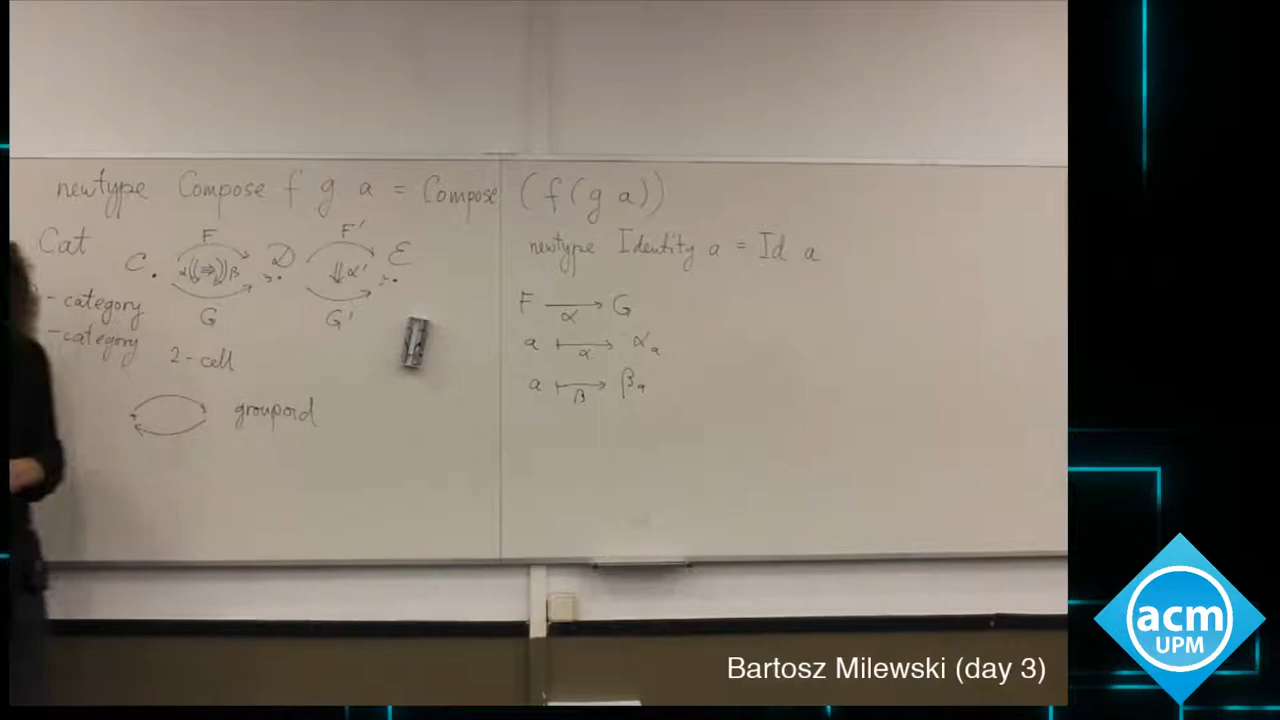 newtype Compose f g a = Compose (f (g a))
Cat
F
F'
C
α ⇒ β
D
α'
E
G
G'
- category
- category
2-cell
groupoid
newtype Identity a = Id a
F → G
α
a ↦ αₐ
α
a ↦ βₐ
β
Bartosz Milewski (day 3)
acm
UPM